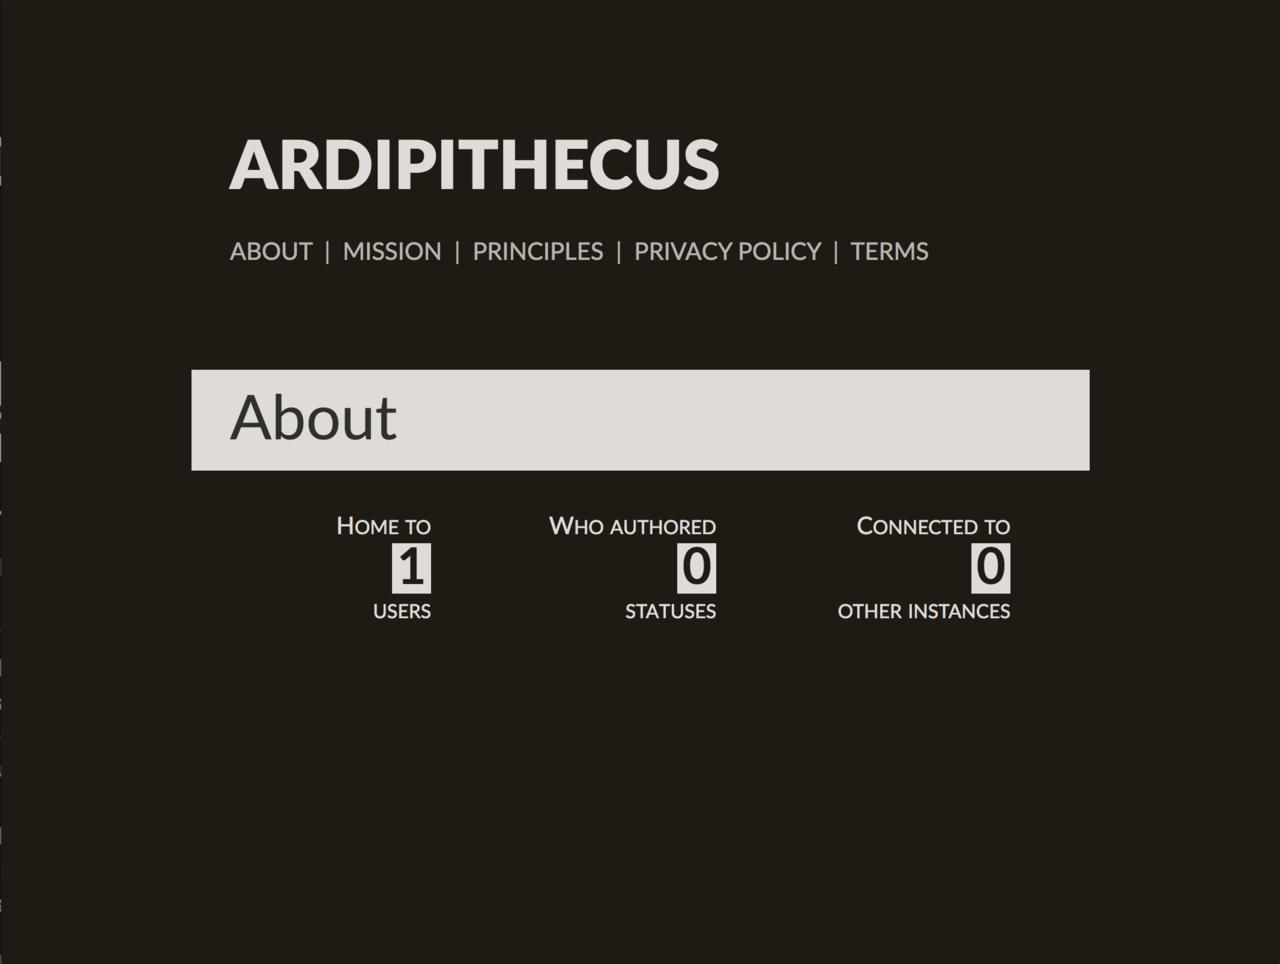 ARDIPITHECUS
ABOUT | MISSION | PRINCIPLES | PRIVACY POLICY | TERMS
About
Home to
1
users
Who authored
0
statuses
Connected to
0
other instances